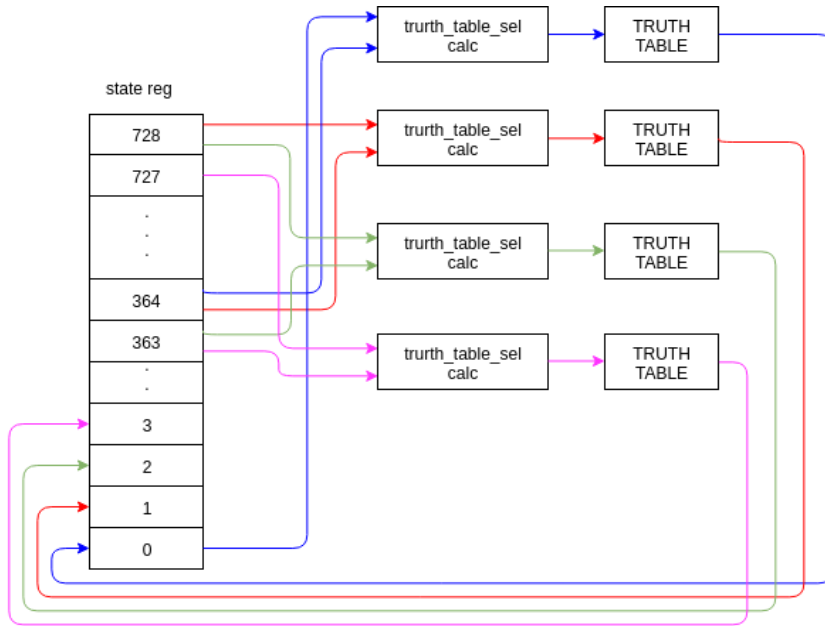 trurth_table_sel
calc
TRUTH
TABLE
state reg
728
727
.
.
.
364
363
.
.
3
2
1
0
trurth_table_sel
calc
TRUTH
TABLE
trurth_table_sel
calc
TRUTH
TABLE
trurth_table_sel
calc
TRUTH
TABLE